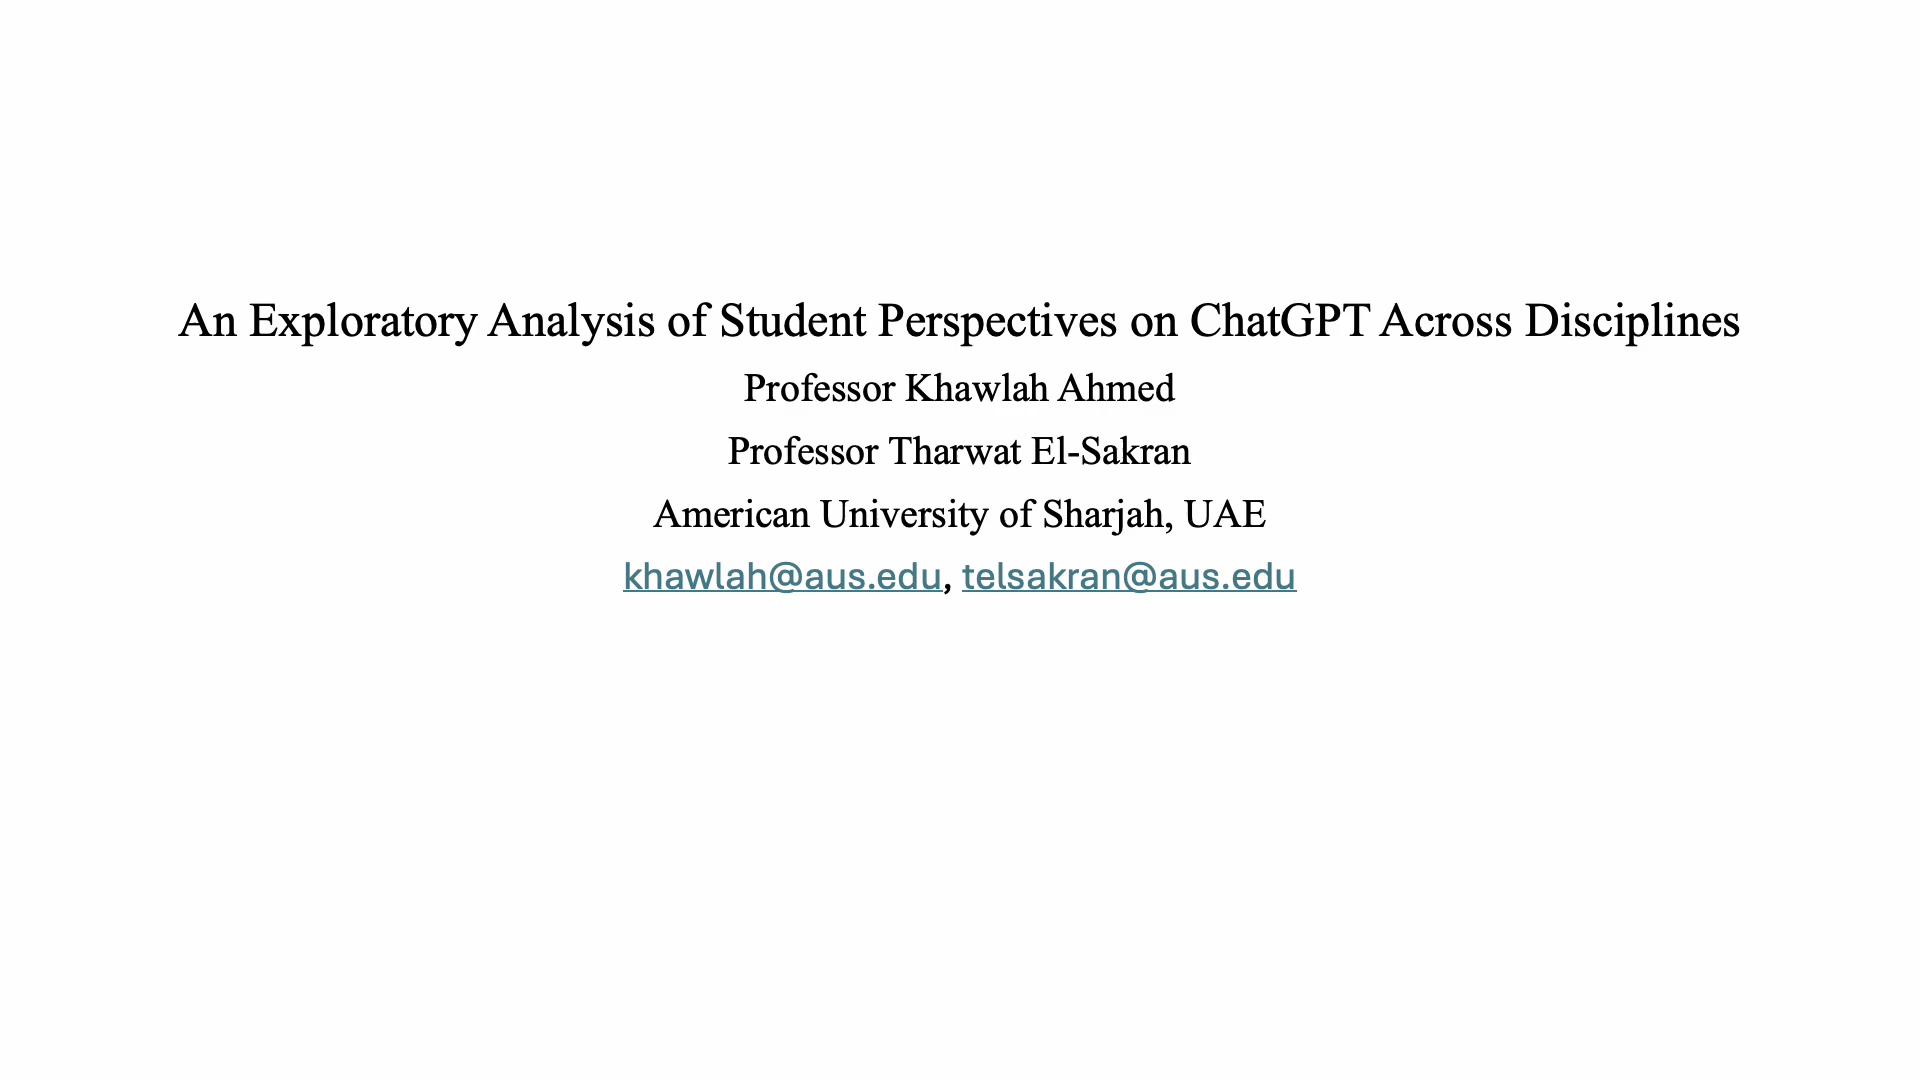 An Exploratory Analysis of Student Perspectives on ChatGPT Across Disciplines
Professor Khawlah Ahmed
Professor Tharwat El-Sakran
American University of Sharjah, UAE
khawlah@aus.edu, telsakran@aus.edu